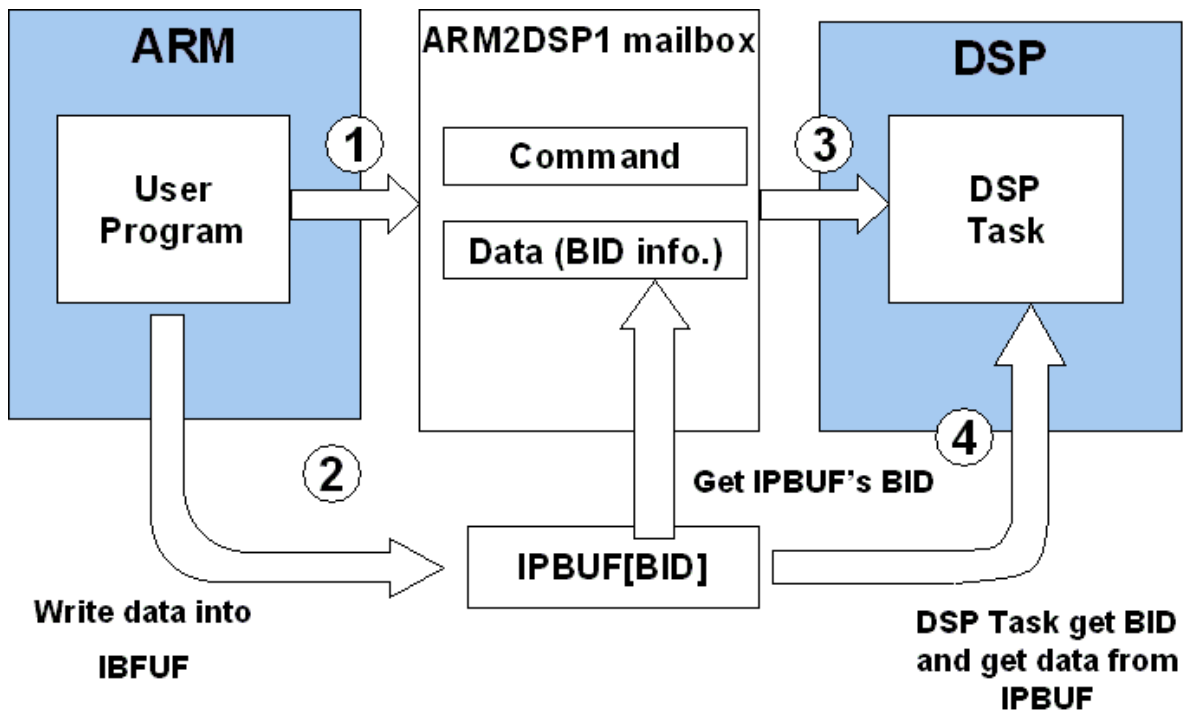 ARM
ARM2DSP1 mailbox
DSP
1
3
Command
User
Program
DSP
Task
Data (BID info.)
2
4
Get IPBUF's BID
IPBUF[BID]
Write data into
IBFUF
DSP Task get BID
and get data from
IPBUF